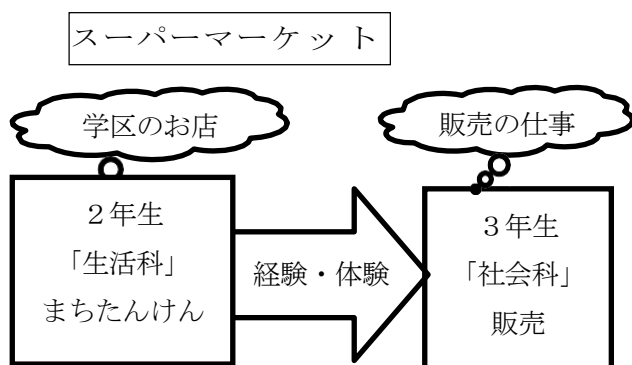 スーパーマーケット
学区のお店
販売の仕事
２年生
「生活科」
まちたんけん
経験・体験
３年生
「社会科」
販売